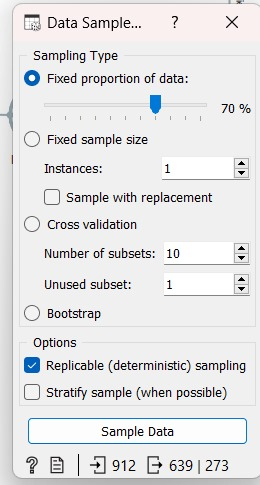 Data Sample... ? ×
Sampling Type
Fixed proportion of data:
70 %
Fixed sample size
Instances: 1
Sample with replacement
Cross validation
Number of subsets: 10
Unused subset: 1
Bootstrap
Options
Replicable (deterministic) sampling
Stratify sample (when possible)
Sample Data
? 912 639 | 273